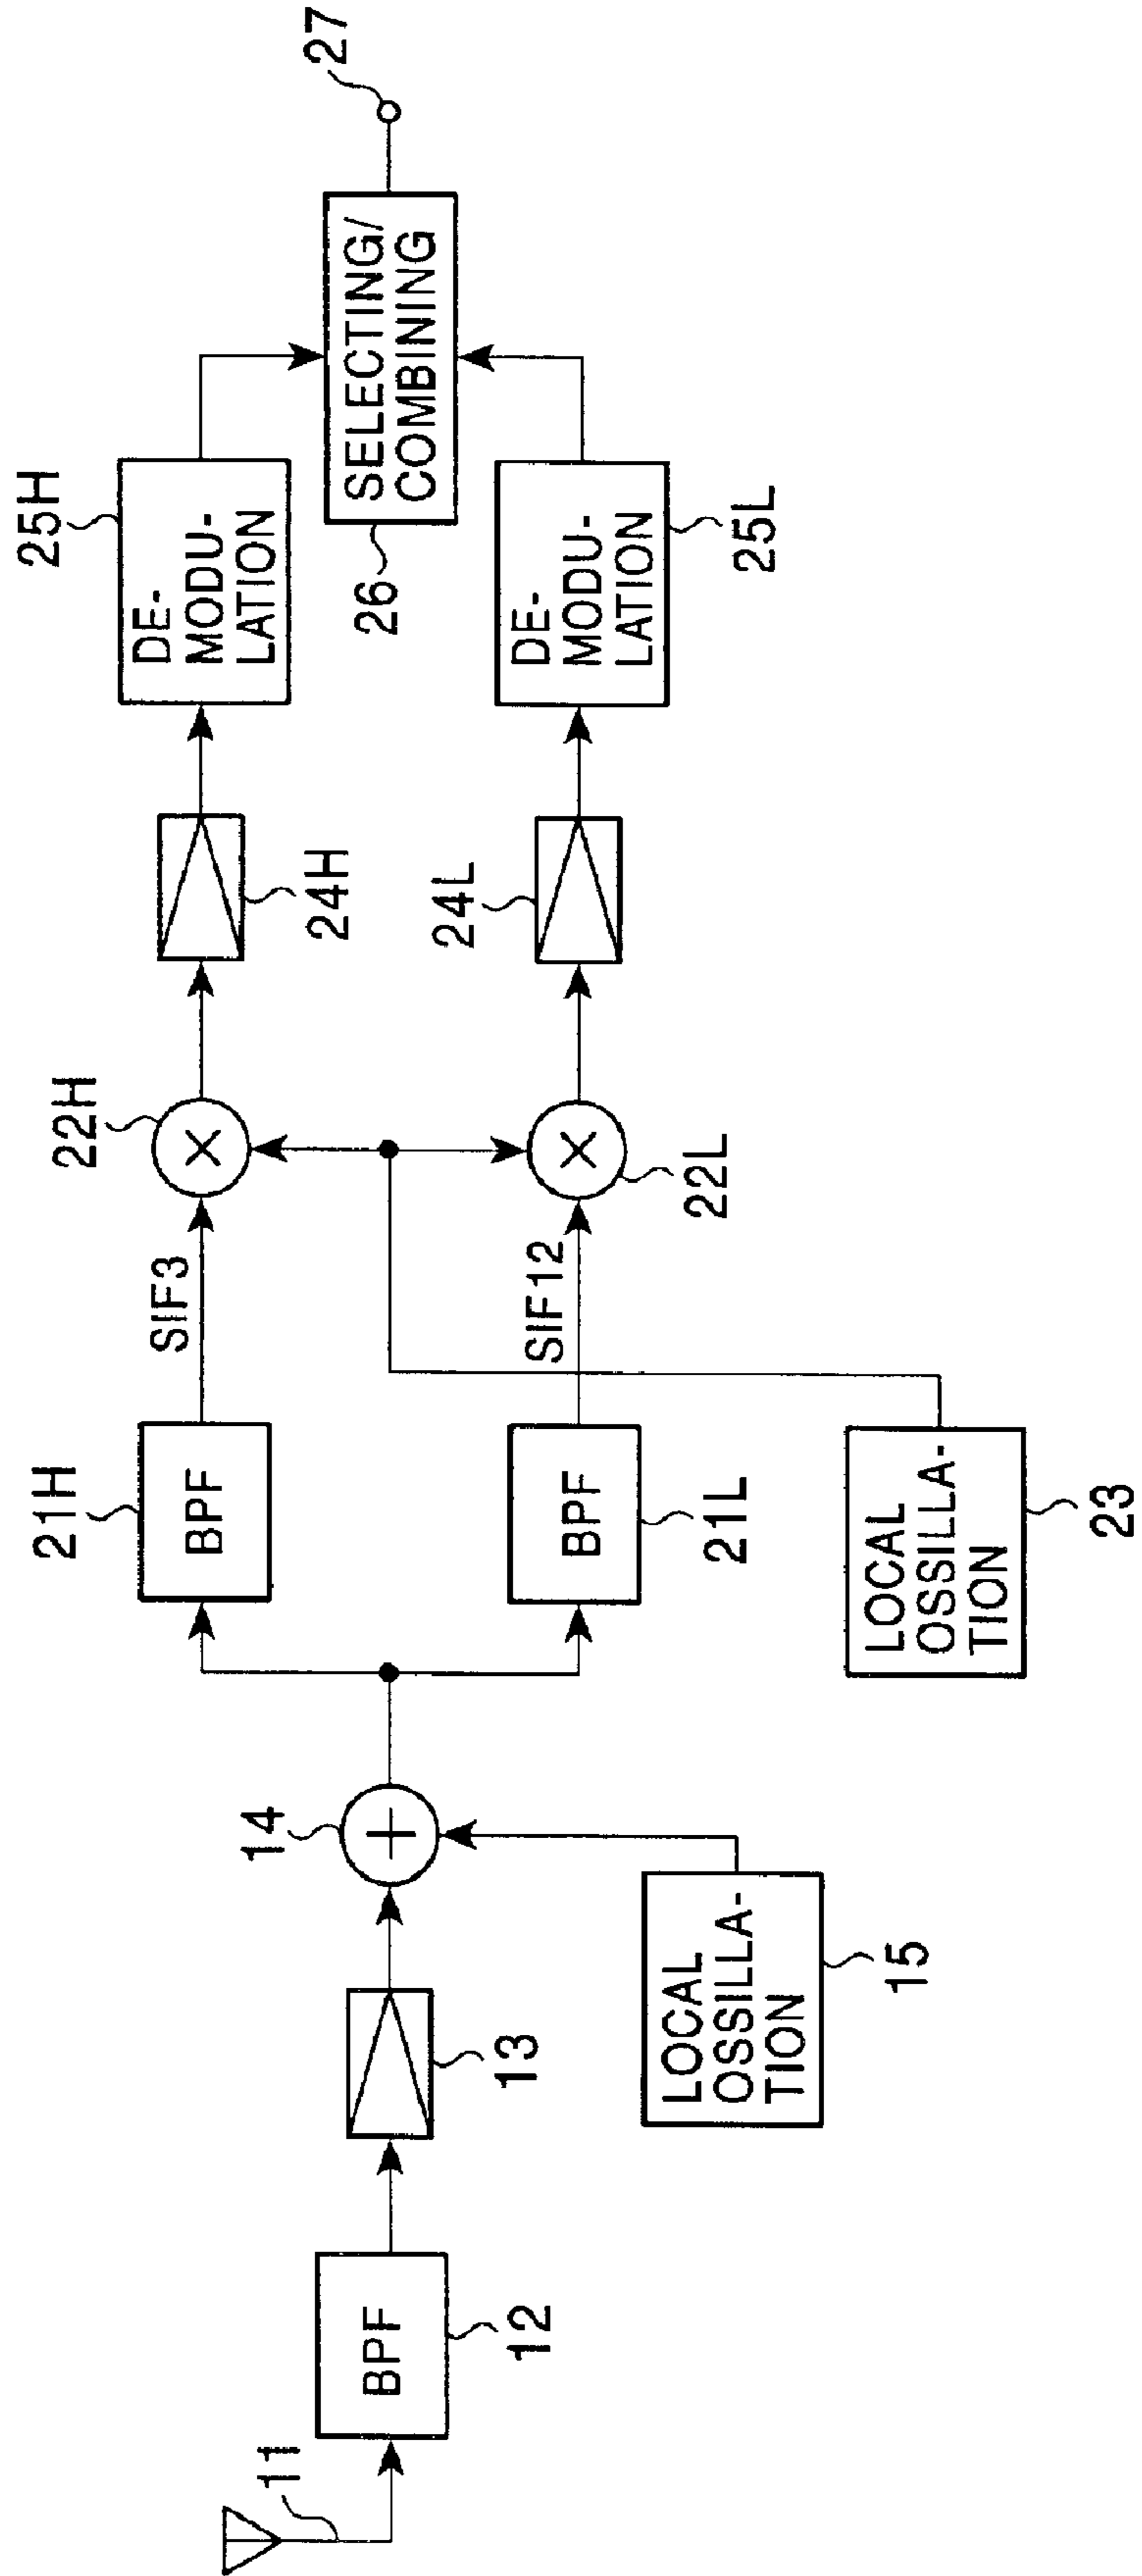 11
BPF
12
13
14
LOCAL
OSSILLA-
TION
15
21H
BPF
SIF3
22H
24H
25H
DE-
MODU-
LATION
BPF
21L
SIF12
22L
24L
DE-
MODU-
LATION
25L
LOCAL
OSSILLA-
TION
23
SELECTING/
COMBINING
26
27